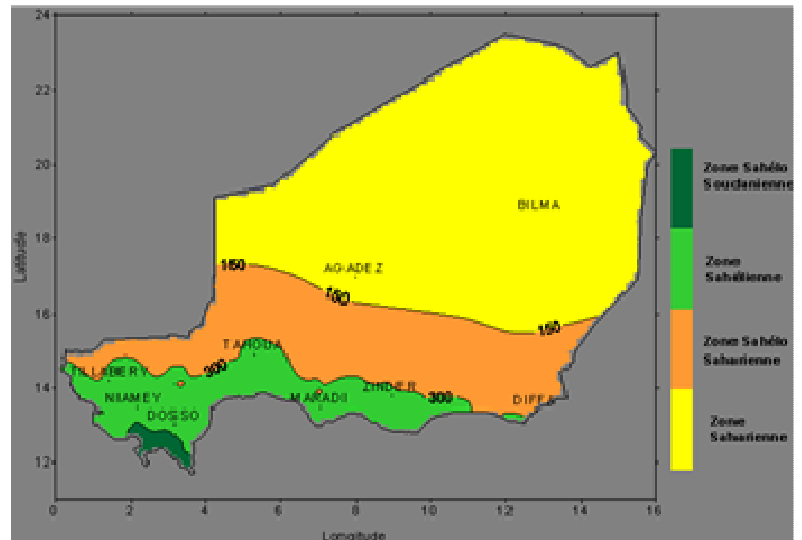 24
22
20
18
16
14
12
Latitude
0
2
4
6
8
10
12
14
16
Longitude
BILMA
AGADEZ
150
150
150
TAHOUA
300
TILLABERY
ZINDER
300
NIAMEY
MARADI
DIFFA
DOSSO
Zone Sahélo
Soudanienne
Zone
Sahélienne
Zone Sahélo
Saharienne
Zone
Saharienne